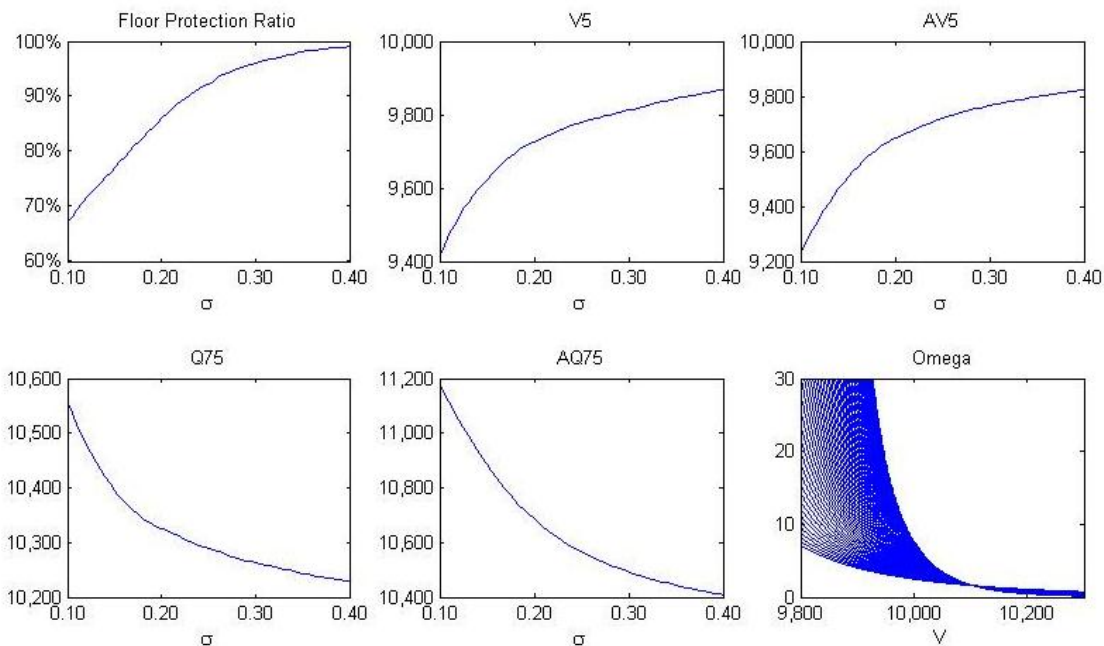 Floor Protection Ratio
100%
90%
80%
70%
60%
0.10 0.20 0.30 0.40
σ
V5
10,000
9,800
9,600
9,400
0.10 0.20 0.30 0.40
σ
AV5
10,000
9,800
9,600
9,400
9,200
0.10 0.20 0.30 0.40
σ
Q75
10,600
10,500
10,400
10,300
10,200
0.10 0.20 0.30 0.40
σ
AQ75
11,200
11,000
10,800
10,600
10,400
0.10 0.20 0.30 0.40
σ
Omega
30
20
10
0
9,800 10,000 10,200
V